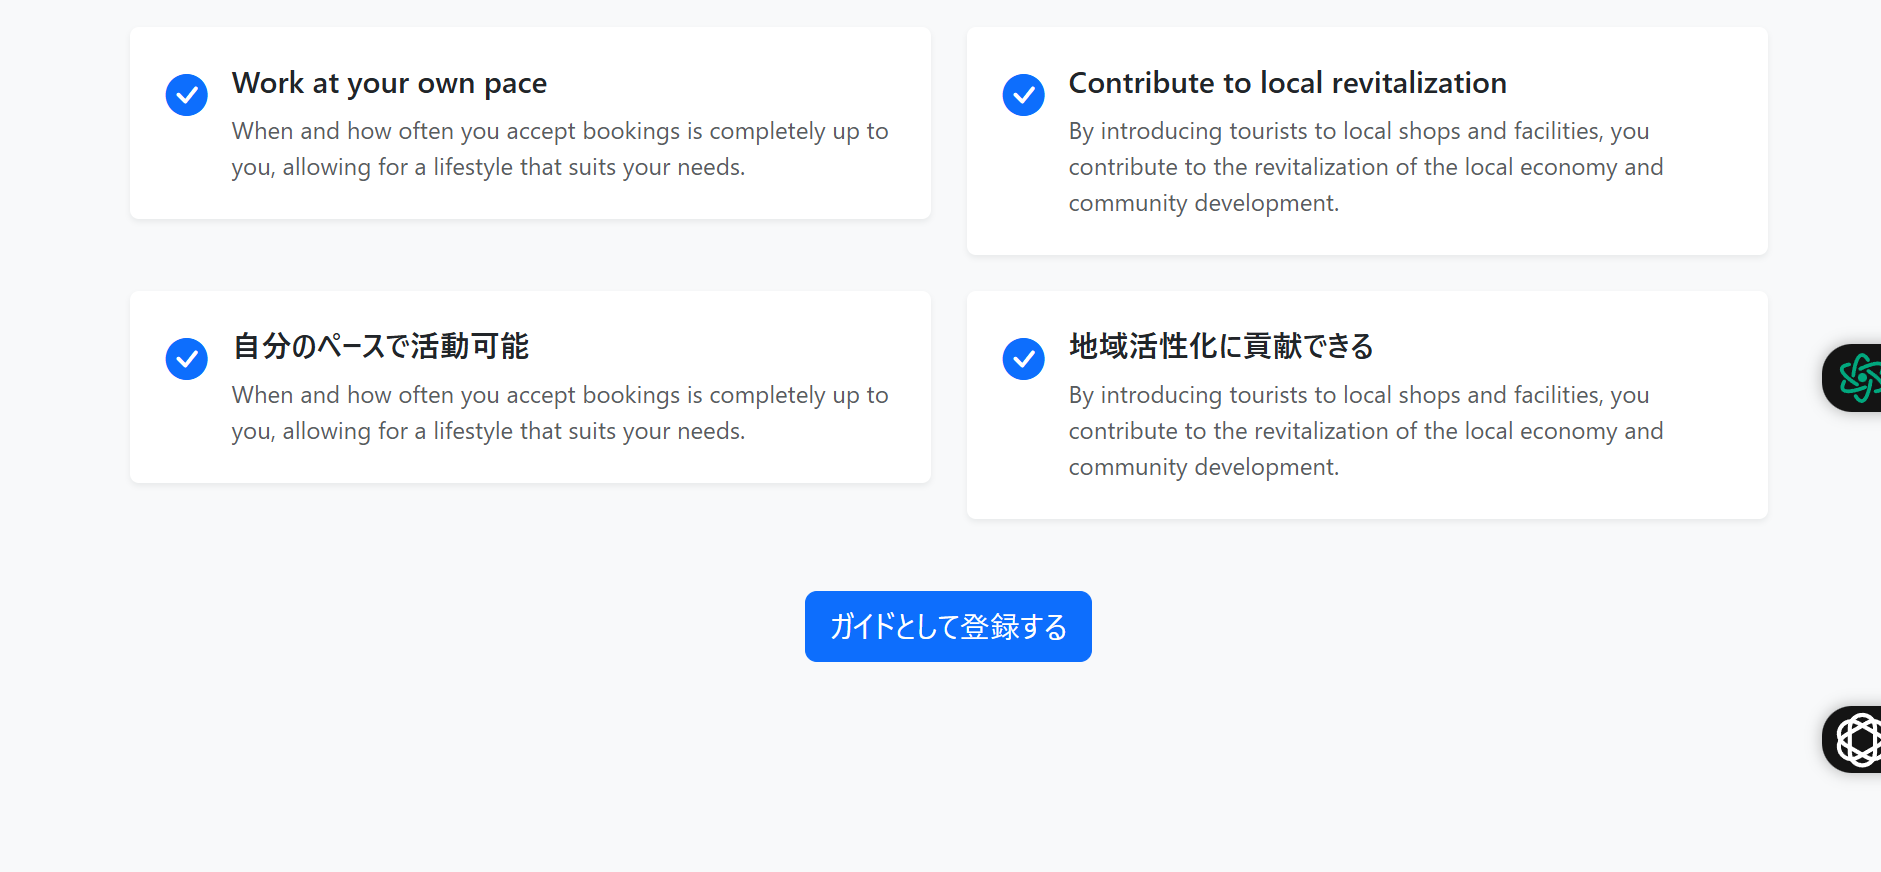 Work at your own pace
When and how often you accept bookings is completely up to
you, allowing for a lifestyle that suits your needs.
Contribute to local revitalization
By introducing tourists to local shops and facilities, you
contribute to the revitalization of the local economy and
community development.
自分のペースで活動可能
When and how often you accept bookings is completely up to
you, allowing for a lifestyle that suits your needs.
地域活性化に貢献できる
By introducing tourists to local shops and facilities, you
contribute to the revitalization of the local economy and
community development.
ガイドとして登録する